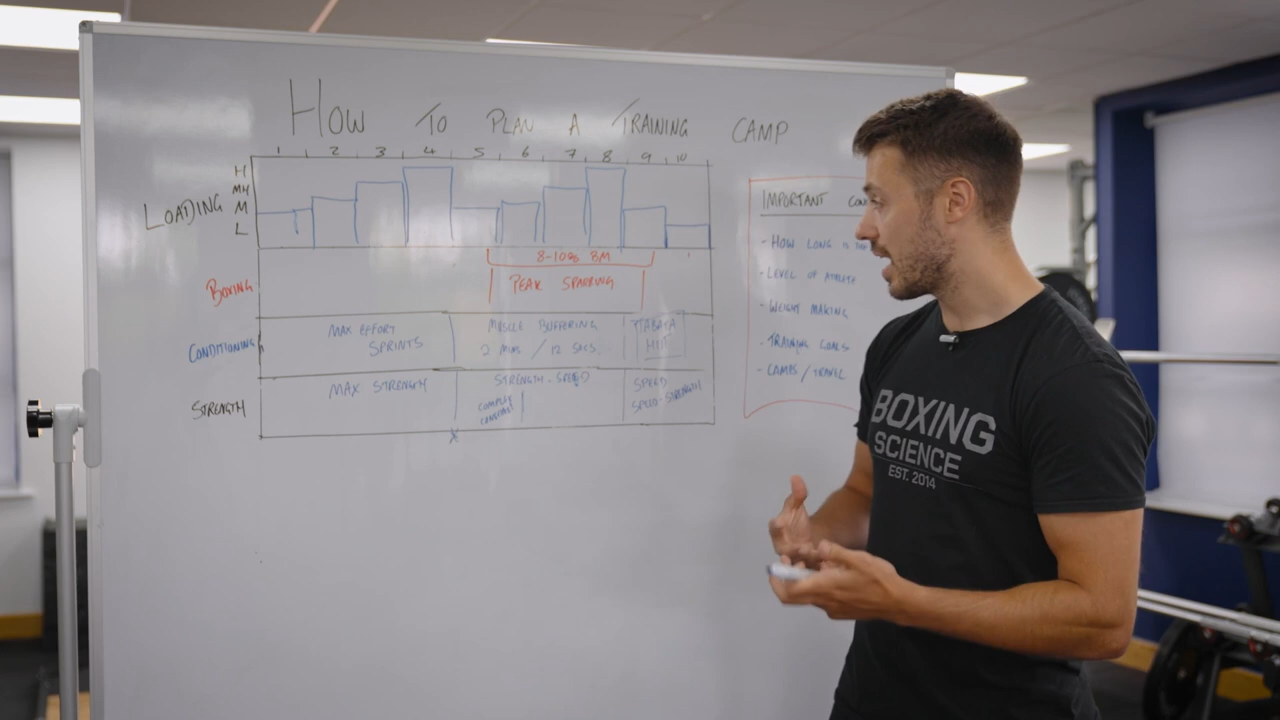 How TO PLAN A TRAINING CAMP
1 2 3 4 5 6 7 8 9 10
LOADING
H
MH
M
L
8-10% BM
BOXING
PEAK SPARRING
CONDITIONING
MAX EFFORT
SPRINTS
MUSCLE BUFFERING
2 MINS / 12 SECS
TABATA
HIIT
STRENGTH
MAX STRENGTH
STRENGTH-SPEED
COMPLEX
CONTRAST
SPEED
SPEED-STRENGTH
X
IMPORTANT CON
- HOW LONG IS
- LEVEL OF ATHLETE
- WEIGHT MAKING
- TRAINING GOALS
- CAMPS / TRAVEL
BOXING
SCIENCE
EST. 2014